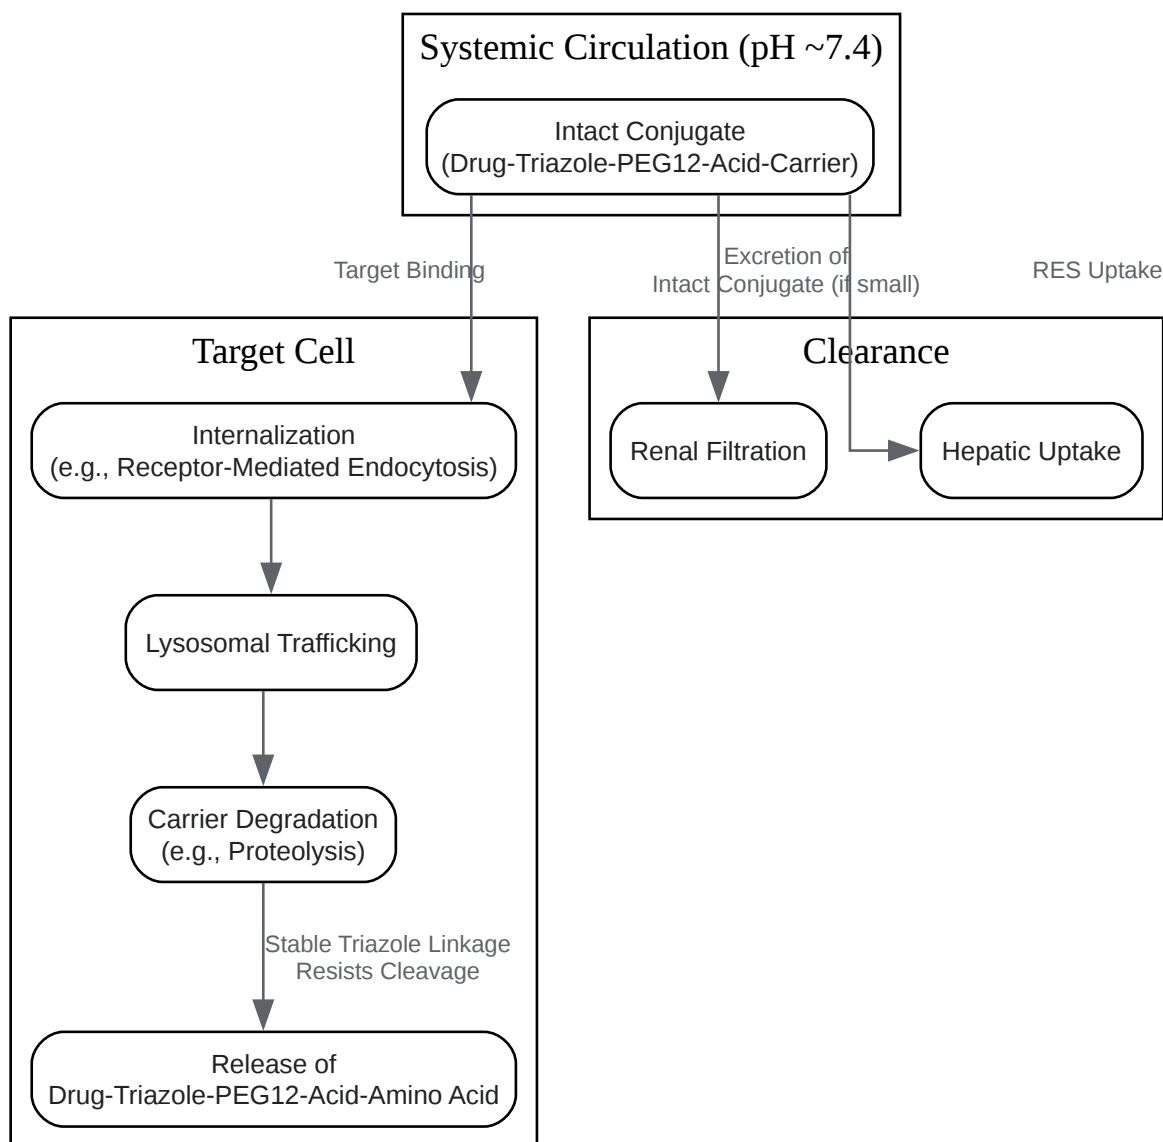 Systemic Circulation (pH ~7.4)
Intact Conjugate
(Drug-Triazole-PEG12-Acid-Carrier)
Target Binding
Excretion of
Intact Conjugate (if small)
RES Uptake
Target Cell
Clearance
Internalization
(e.g., Receptor-Mediated Endocytosis)
Renal Filtration
Hepatic Uptake
Lysosomal Trafficking
Carrier Degradation
(e.g., Proteolysis)
Stable Triazole Linkage
Resists Cleavage
Release of
Drug-Triazole-PEG12-Acid-Amino Acid